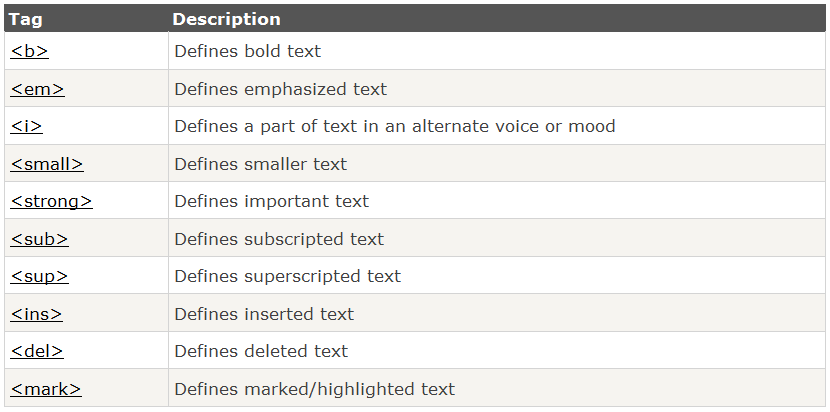 Tag Description
<b> Defines bold text
<em> Defines emphasized text
<i> Defines a part of text in an alternate voice or mood
<small> Defines smaller text
<strong> Defines important text
<sub> Defines subscripted text
<sup> Defines superscripted text
<ins> Defines inserted text
<del> Defines deleted text
<mark> Defines marked/highlighted text